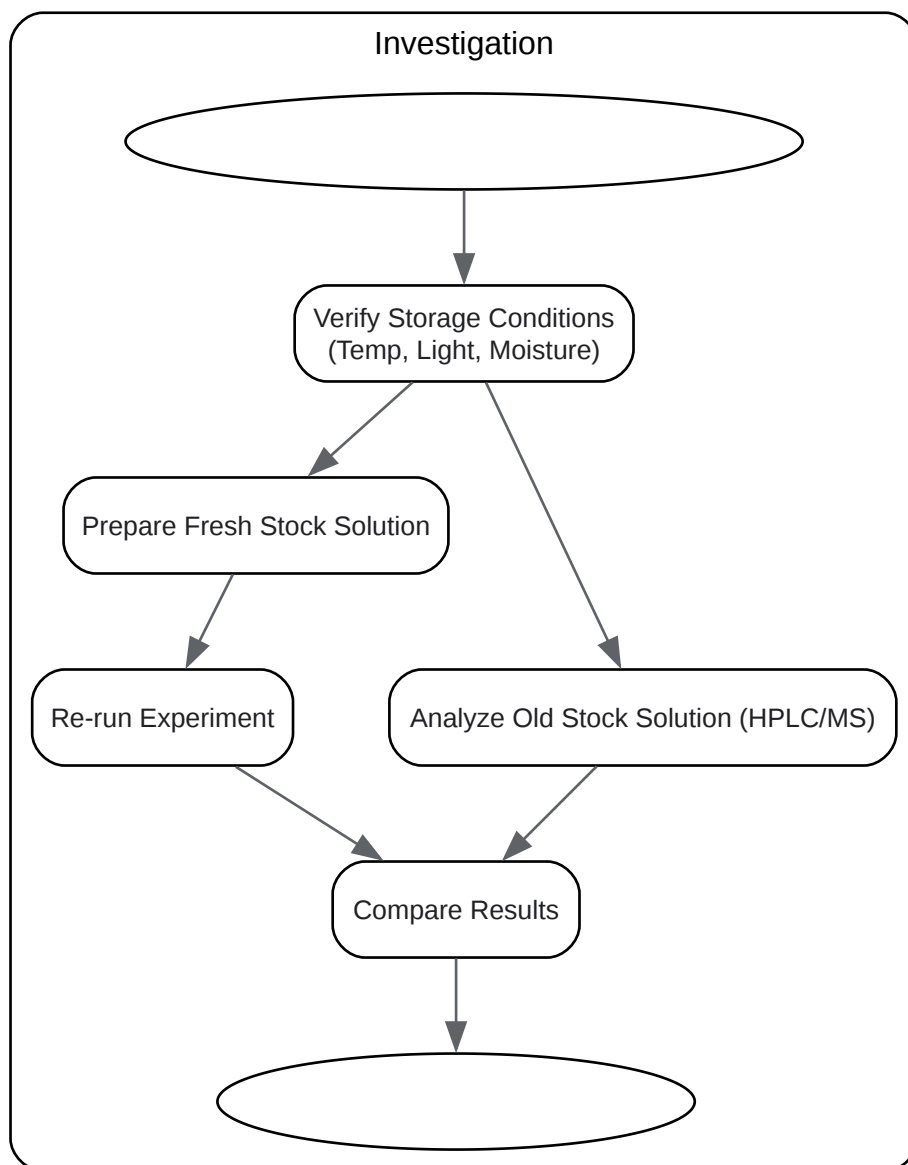 Investigation
Verify Storage Conditions
(Temp, Light, Moisture)
Prepare Fresh Stock Solution
Re-run Experiment
Analyze Old Stock Solution (HPLC/MS)
Compare Results